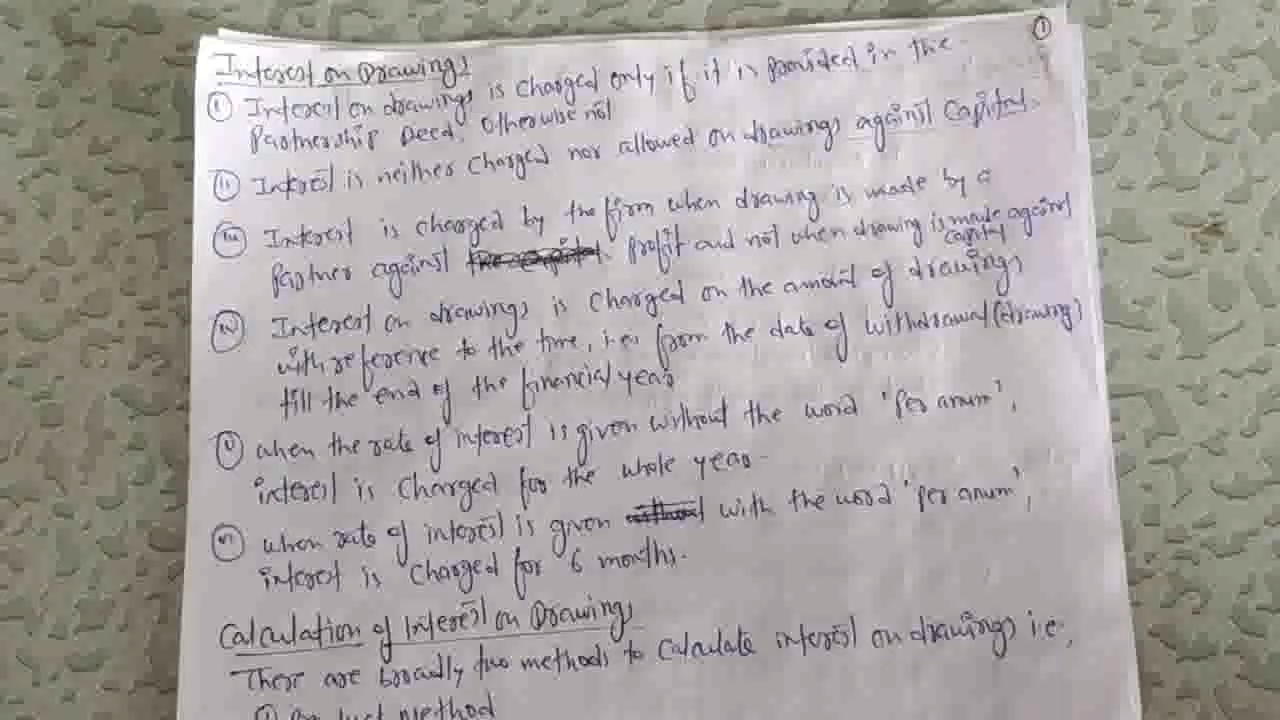 ①
Interest on Drawings
(i) Interest on drawings is charged only if it is Provided in the
Partnership Deed. Otherwise not
(ii) Interest is neither charged nor allowed on drawings against Capital.
(iii) Interest is charged by the firm when drawing is made by a
Partner against Profit and not when drawing is made against
capital
(iv) Interest on drawings is charged on the amount of drawings
with reference to the time, i.e. from the date of withdrawal (drawing)
till the end of the financial year
(v) when the rate of interest is given without the word 'Per anum',
interest is charged for the whole year.
(vi) when rate of interest is given with the word 'per anum',
interest is charged for 6 months.
Calculation of Interest on Drawings
There are broadly two methods to calculate interest on drawings i.e.,
method